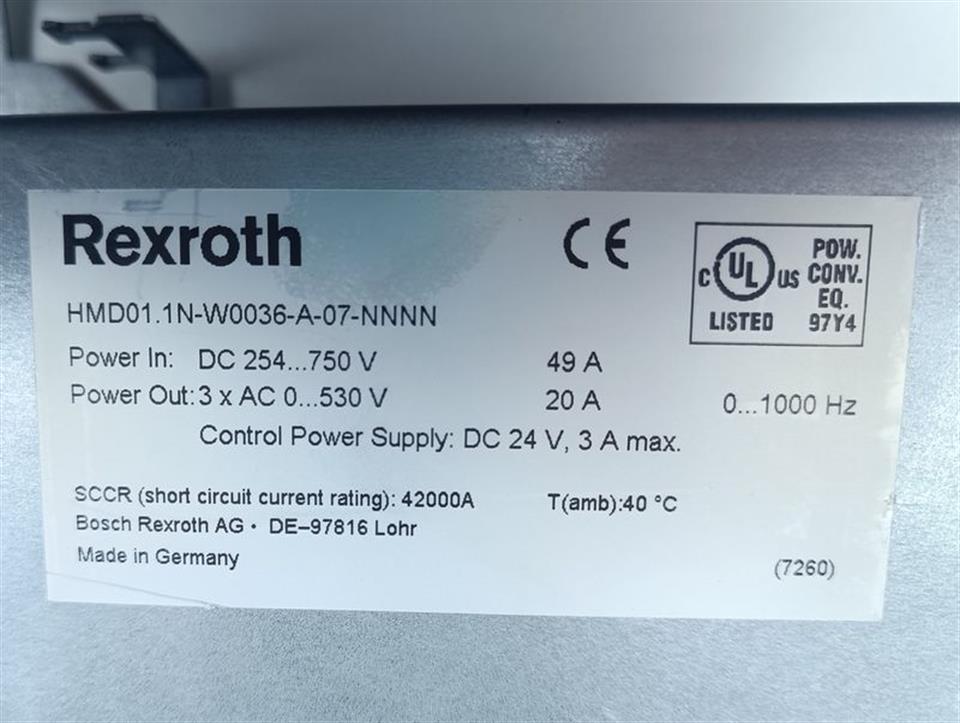 Rexroth
CE
C UL US
LISTED
POW.
CONV.
EQ.
97Y4
HMD01.1N-W0036-A-07-NNNN
Power In: DC 254...750 V 49 A
Power Out: 3 x AC 0...530 V 20 A 0...1000 Hz
Control Power Supply: DC 24 V, 3 A max.
SCCR (short circuit current rating): 42000A T(amb):40 °C
Bosch Rexroth AG • DE–97816 Lohr
Made in Germany (7260)